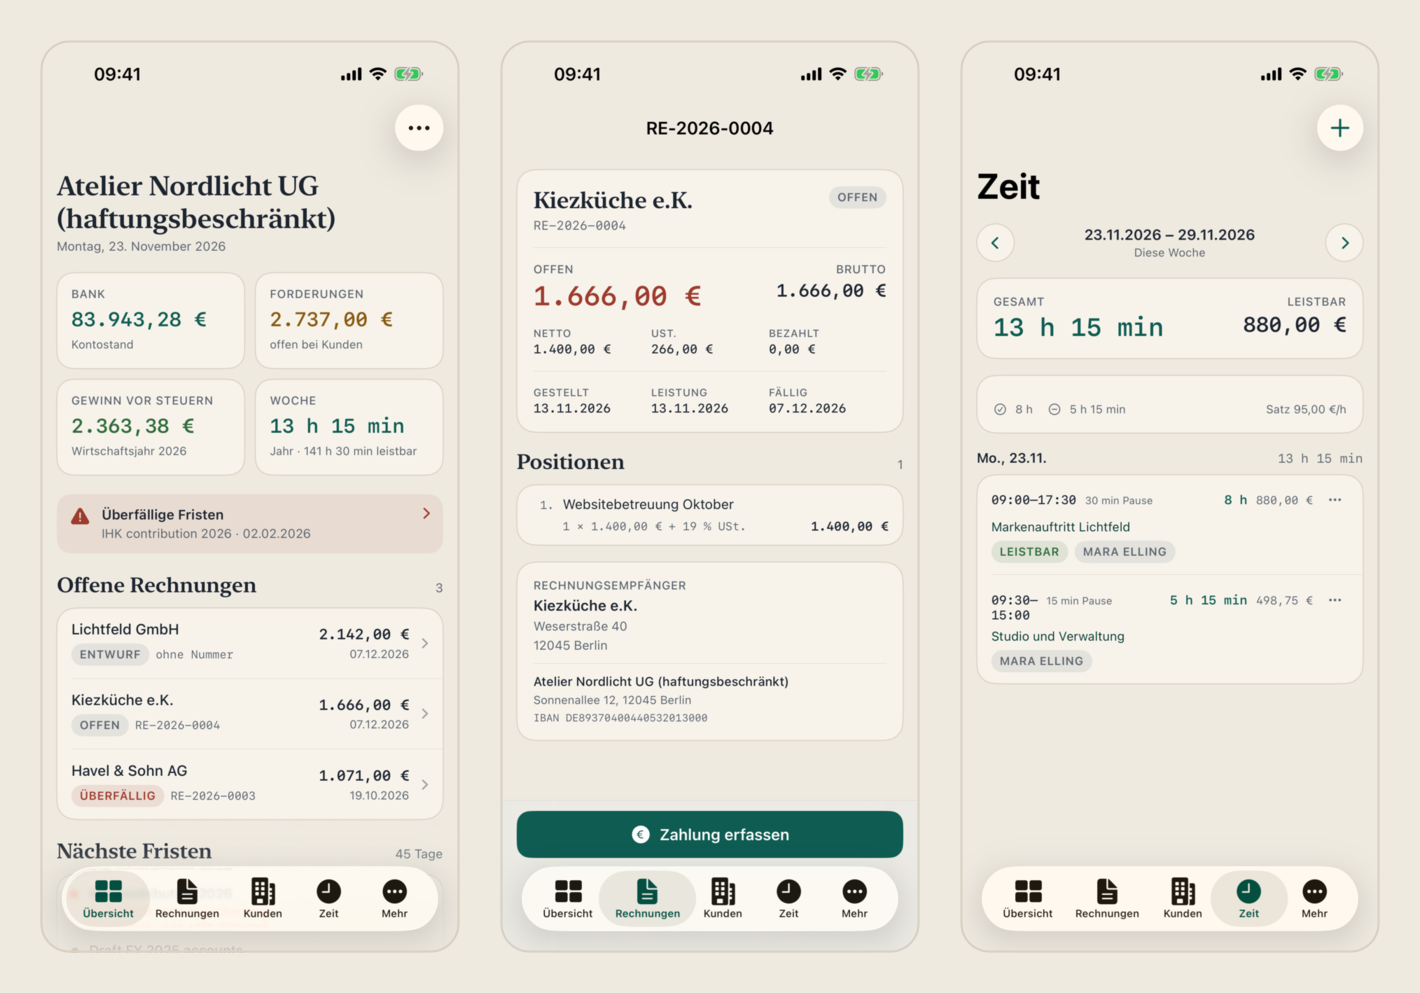 09:41
Atelier Nordlicht UG
(haftungsbeschränkt)
Montag, 23. November 2026
BANK
83.943,28 €
Kontostand
FORDERUNGEN
2.737,00 €
offen bei Kunden
GEWINN VOR STEUERN
2.363,38 €
Wirtschaftsjahr 2026
WOCHE
13 h 15 min
Jahr · 141 h 30 min leistbar
Überfällige Fristen
IHK contribution 2026 · 02.02.2026
Offene Rechnungen 3
Lichtfeld GmbH 2.142,00 €
ENTWURF ohne Nummer 07.12.2026
Kiezküche e.K. 1.666,00 €
OFFEN RE-2026-0004 07.12.2026
Havel & Sohn AG 1.071,00 €
ÜBERFÄLLIG RE-2026-0003 19.10.2026
Nächste Fristen 45 Tage
Übersicht Rechnungen Kunden Zeit Mehr
Draft FY 2025 accounts
09:41
RE-2026-0004
Kiezküche e.K. OFFEN
RE-2026-0004
OFFEN BRUTTO
1.666,00 € 1.666,00 €
NETTO UST. BEZAHLT
1.400,00 € 266,00 € 0,00 €
GESTELLT LEISTUNG FÄLLIG
13.11.2026 13.11.2026 07.12.2026
Positionen 1
1. Websitebetreuung Oktober
1 × 1.400,00 € + 19 % USt. 1.400,00 €
RECHNUNGSEMPFÄNGER
Kiezküche e.K.
Weserstraße 40
12045 Berlin
Atelier Nordlicht UG (haftungsbeschränkt)
Sonnenallee 12, 12045 Berlin
IBAN DE89370400440532013000
Zahlung erfassen
Übersicht Rechnungen Kunden Zeit Mehr
09:41
Zeit
23.11.2026 – 29.11.2026
Diese Woche
GESAMT LEISTBAR
13 h 15 min 880,00 €
8 h 5 h 15 min Satz 95,00 €/h
Mo., 23.11. 13 h 15 min
09:00–17:30 30 min Pause 8 h 880,00 €
Markenauftritt Lichtfeld
LEISTBAR MARA ELLING
09:30–15:00 15 min Pause 5 h 15 min 498,75 €
Studio und Verwaltung
MARA ELLING
Übersicht Rechnungen Kunden Zeit Mehr